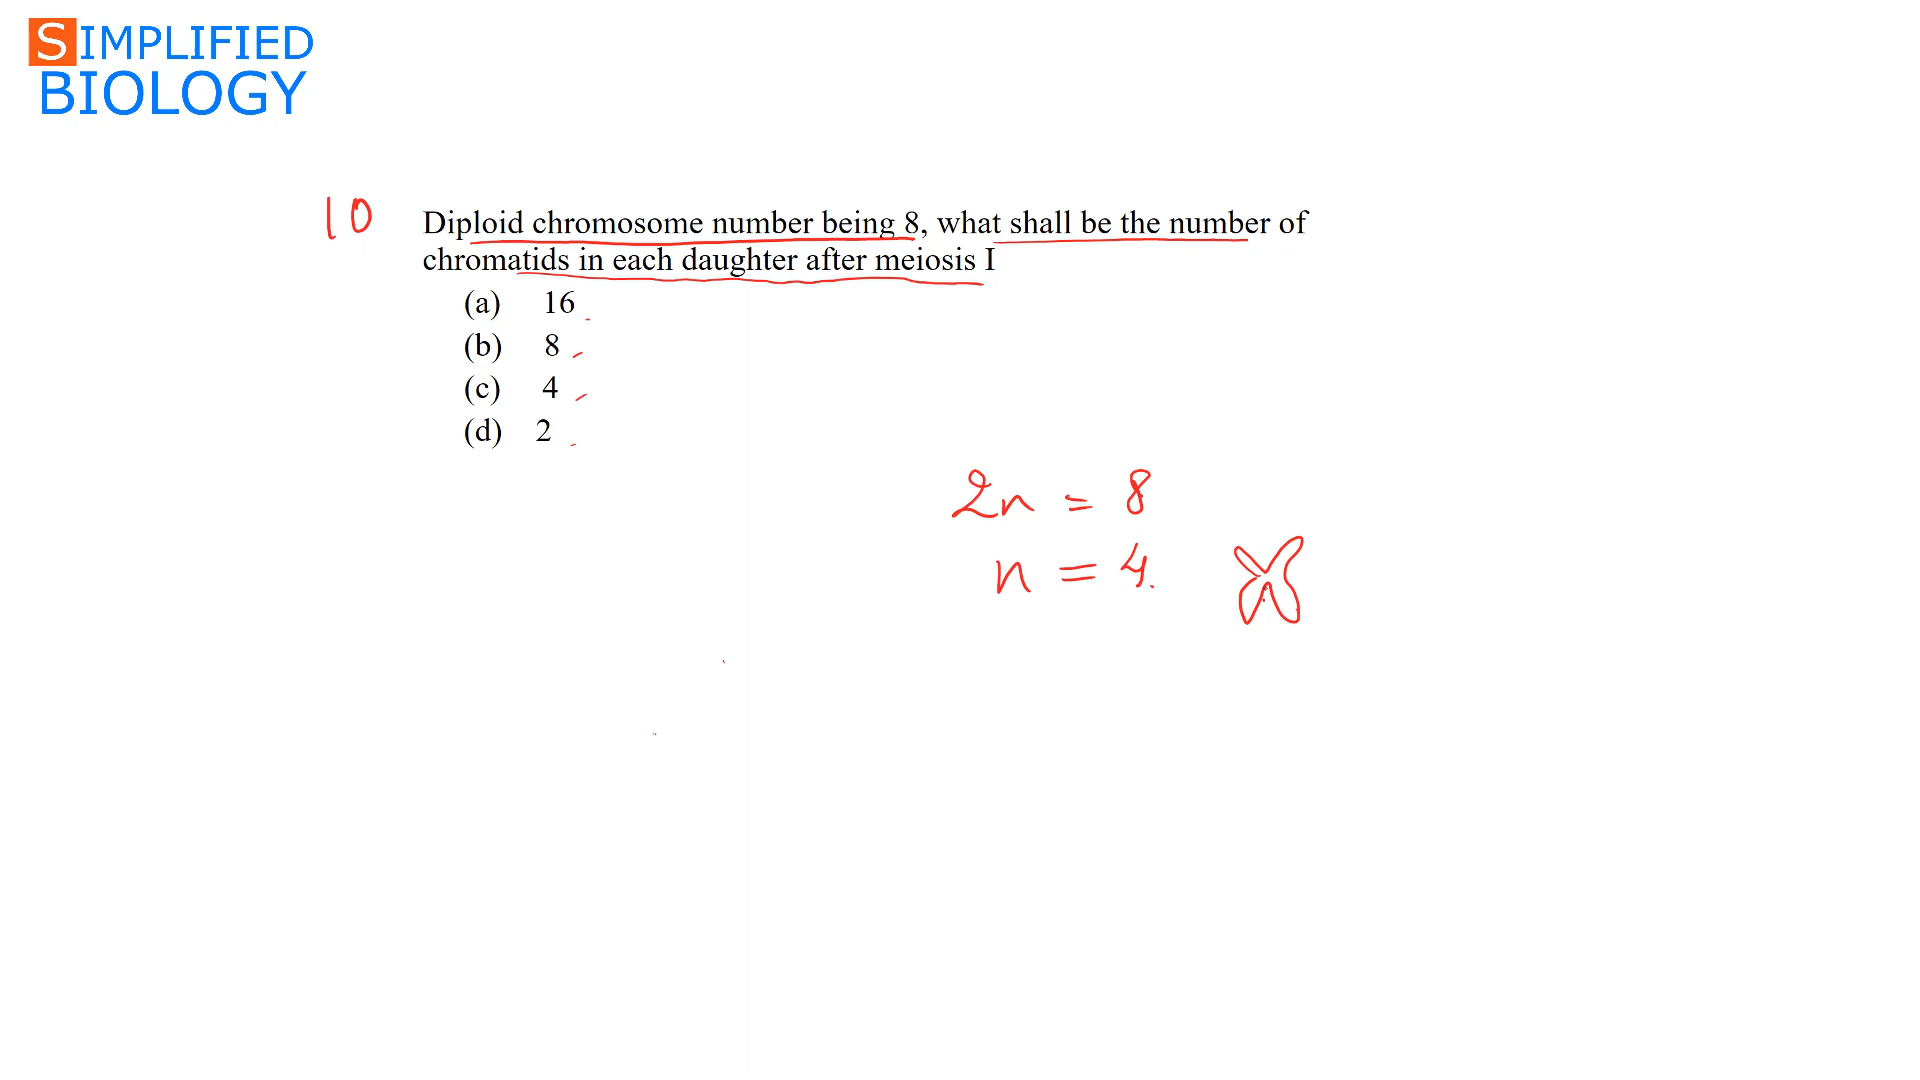 SIMPLIFIED
BIOLOGY
10 Diploid chromosome number being 8, what shall be the number of
chromatids in each daughter after meiosis I
(a) 16
(b) 8
(c) 4
(d) 2
2n = 8
n = 4.